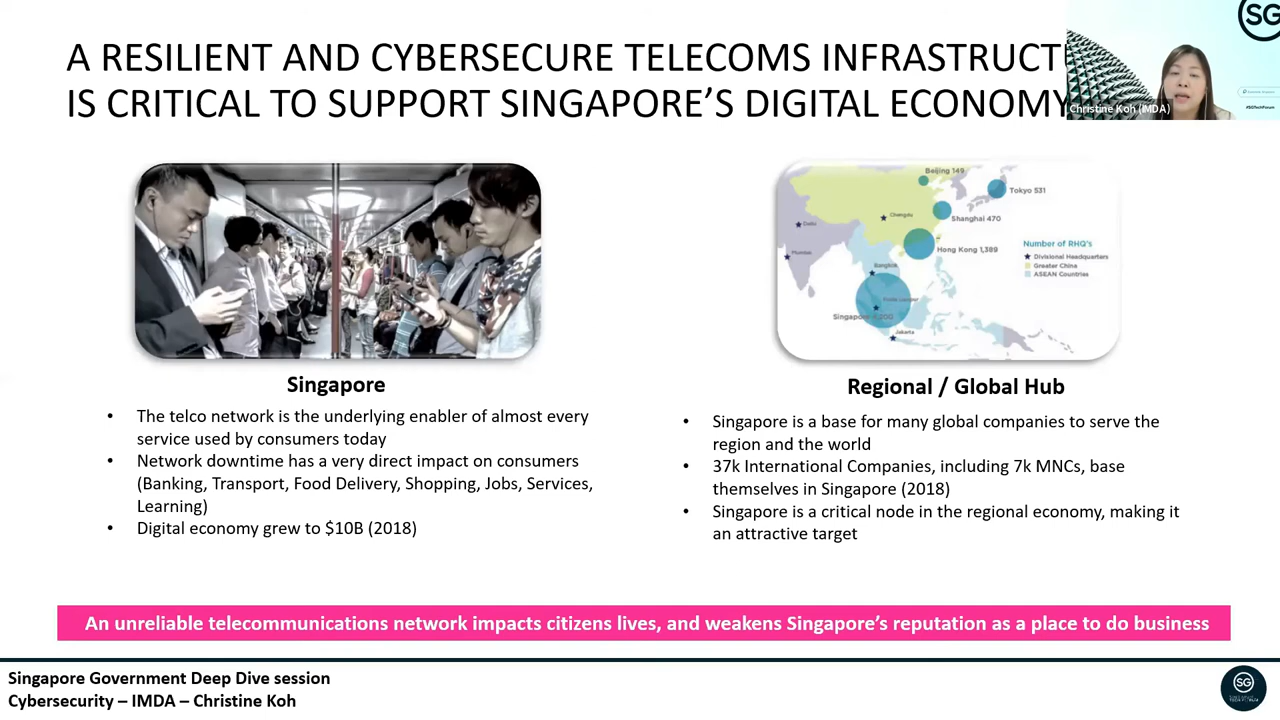 A RESILIENT AND CYBERSECURE TELECOMS INFRASTRUCT
IS CRITICAL TO SUPPORT SINGAPORE'S DIGITAL ECONOMY
SG
Christine Koh (IMDA)
#SGTechForum
Beijing 149
Tokyo 531
Shanghai 470
Chengdu
Hong Kong 1,389
Mumbai
Bangkok
Singapore
Jakarta
Number of RHQ's
Divisional Headquarters
Greater China
ASEAN Countries
Singapore
• The telco network is the underlying enabler of almost every
service used by consumers today
• Network downtime has a very direct impact on consumers
(Banking, Transport, Food Delivery, Shopping, Jobs, Services,
Learning)
• Digital economy grew to $10B (2018)
Regional / Global Hub
• Singapore is a base for many global companies to serve the
region and the world
• 37k International Companies, including 7k MNCs, base
themselves in Singapore (2018)
• Singapore is a critical node in the regional economy, making it
an attractive target
An unreliable telecommunications network impacts citizens lives, and weakens Singapore's reputation as a place to do business
Singapore Government Deep Dive session
Cybersecurity – IMDA – Christine Koh
SG